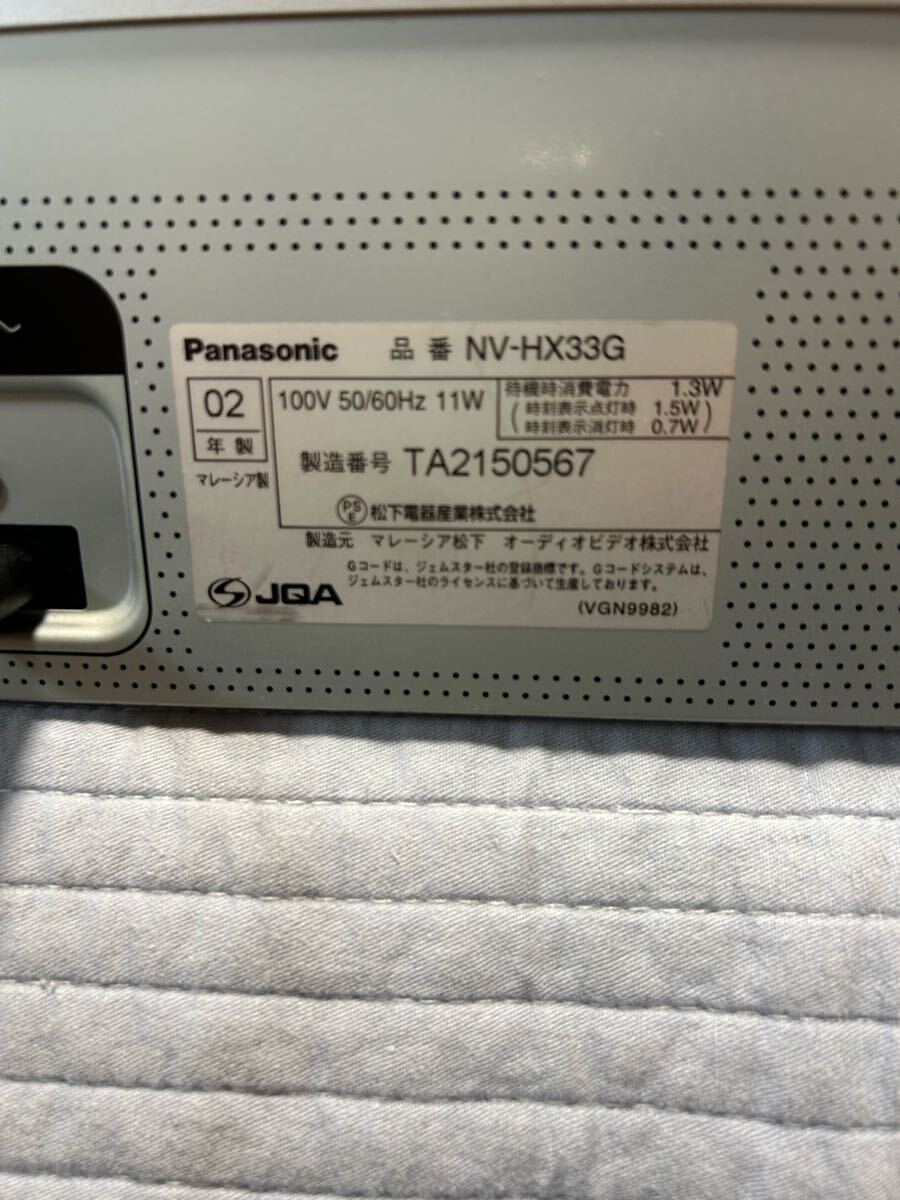 Panasonic 品番 NV-HX33G
02
年製
マレーシア製
100V 50/60Hz 11W
待機時消費電力 1.3W
(時刻表示点灯時 1.5W)
(時刻表示消灯時 0.7W)
製造番号 TA2150567
PSE 松下電器産業株式会社
製造元 マレーシア松下 オーディオビデオ株式会社
Gコードは、ジェムスター社の登録商標です。Gコードシステムは、
ジェムスター社のライセンスに基づいて生産しております。
JQA
(VGN9982)